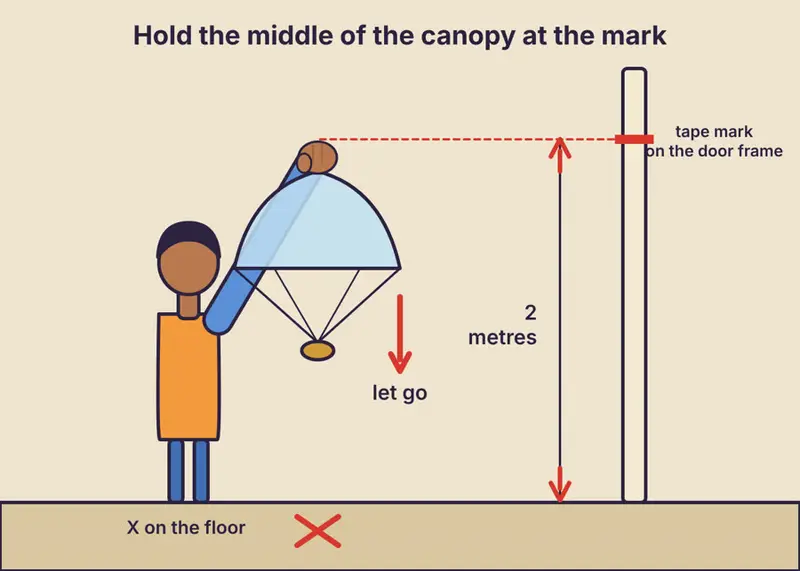 Hold the middle of the canopy at the mark
tape mark
on the door frame
2
metres
let go
X on the floor